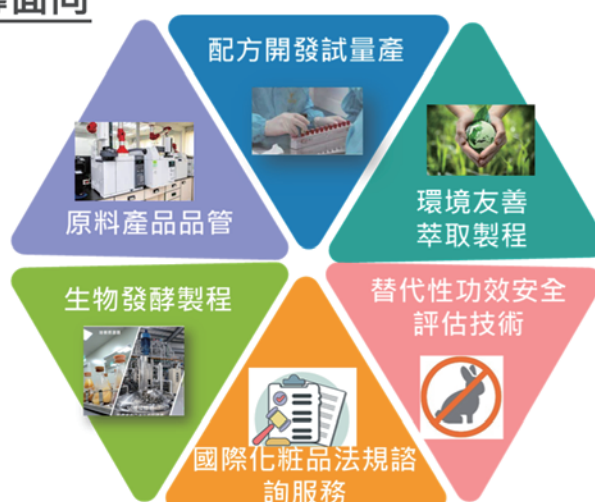 面向
配方開發試量產
原料產品品管
環境友善
萃取製程
生物發酵製程
替代性功效安全
評估技術
國際化粧品法規諮
詢服務